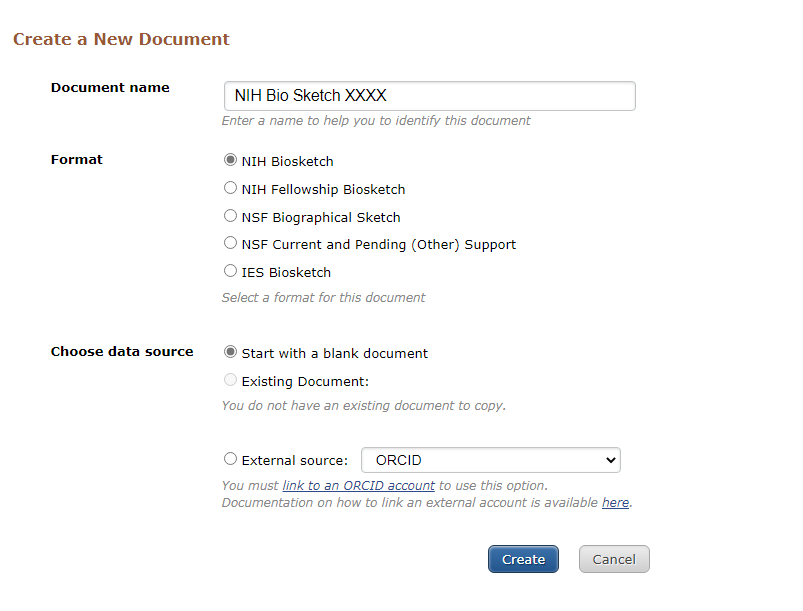 Create a New Document
Document name
NIH Bio Sketch XXXX
Enter a name to help you to identify this document
Format
NIH Biosketch
NIH Fellowship Biosketch
NSF Biographical Sketch
NSF Current and Pending (Other) Support
IES Biosketch
Select a format for this document
Choose data source
Start with a blank document
Existing Document:
You do not have an existing document to copy.
External source: ORCID
You must link to an ORCID account to use this option.
Documentation on how to link an external account is available here.
Create Cancel